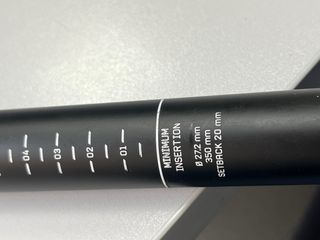 04
03
02
01
MINIMUM
INSERTION
Ø 27.2 mm
350 mm
SETBACK 20 mm